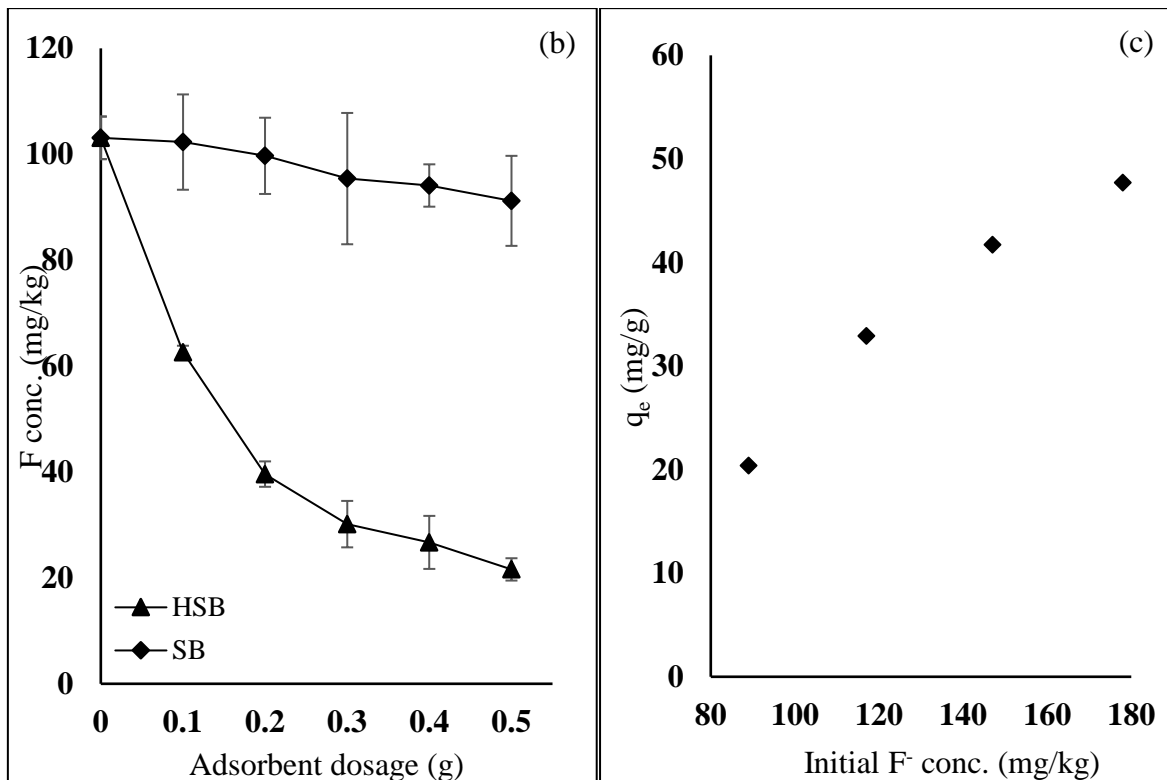 (b)
120
100
80
60
40
20
0
F conc. (mg/kg)
HSB
SB
0 0.1 0.2 0.3 0.4 0.5
Adsorbent dosage (g)
(c)
60
50
40
30
20
10
0
qₑ (mg/g)
80 100 120 140 160 180
Initial F⁻ conc. (mg/kg)